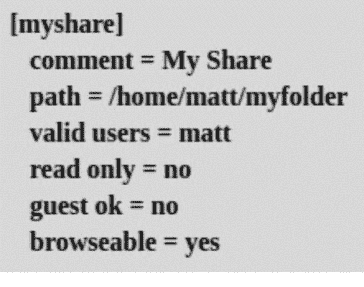 [myshare]
comment = My Share
path = /home/matt/myfolder
valid users = matt
read only = no
guest ok = no
browseable = yes